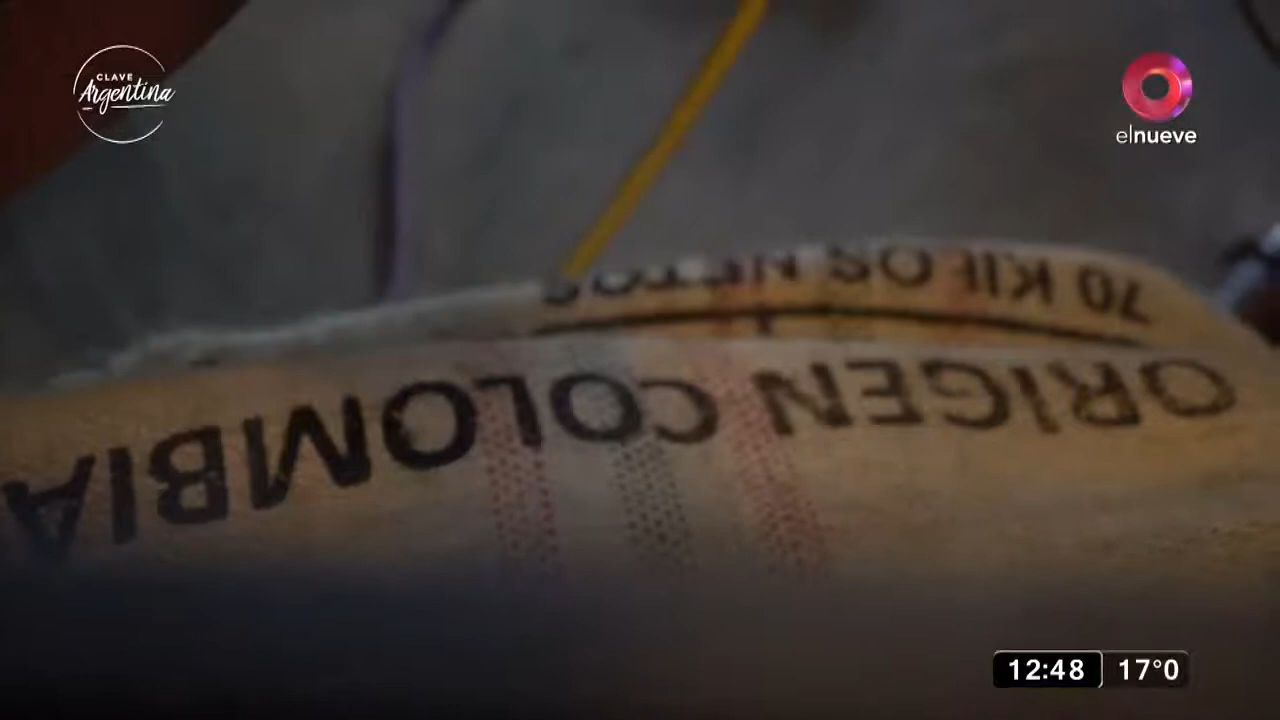 CLAVE
Argentina
elnueve
70 KILOS NETOS
ORIGEN COLOMBIA
12:48
17°0